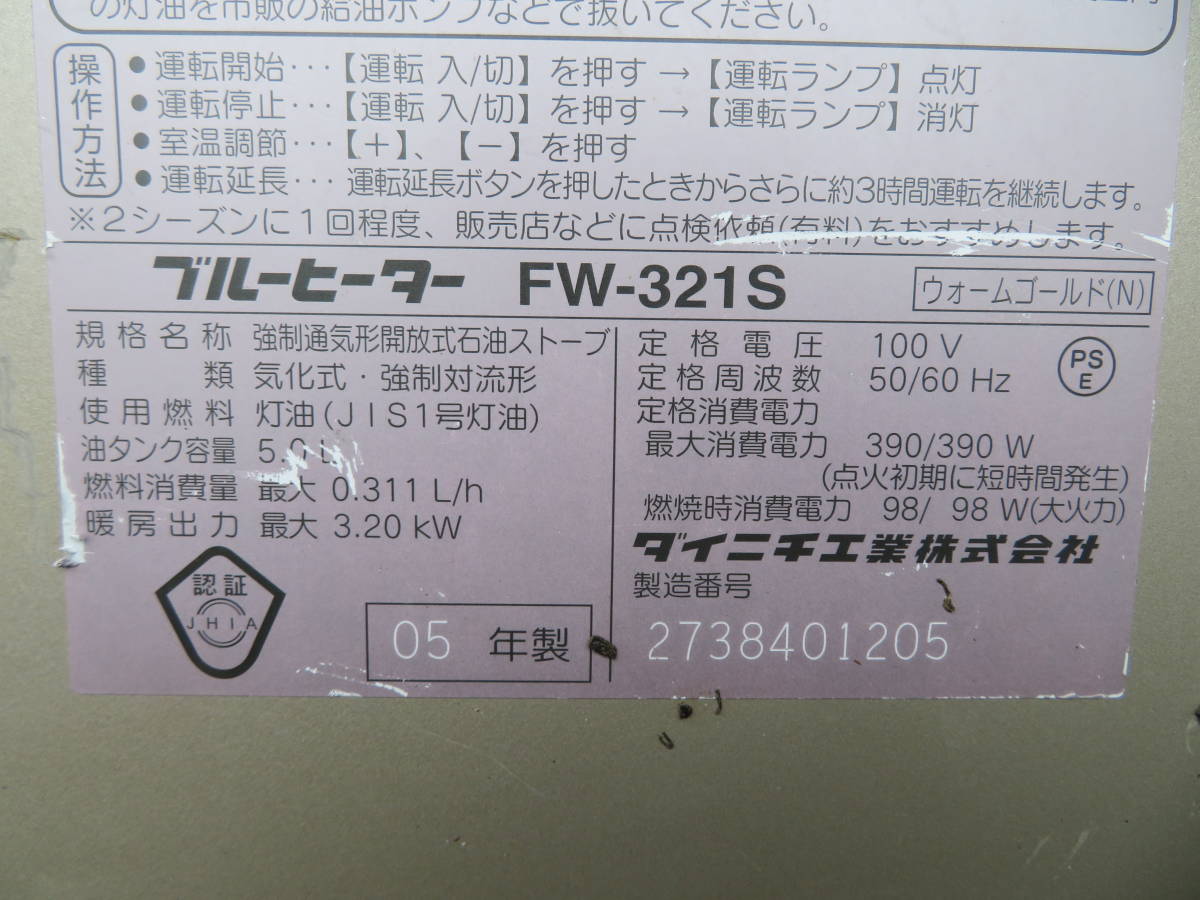 の灯油を市販の給油ポンプなどで抜いてください。
操作方法
●運転開始･･･【運転 入/切】を押す → 【運転ランプ】点灯
●運転停止･･･【運転 入/切】を押す → 【運転ランプ】消灯
●室温調節･･･【+】、【−】を押す
●運転延長･･･ 運転延長ボタンを押したときからさらに約3時間運転を継続します。
※2シーズンに1回程度、販売店などに点検依頼(有料)をおすすめします。
ブルーヒーター FW-321S ウォームゴールド(N)
規格名称 強制通気形開放式石油ストーブ
種類 気化式・強制対流形
使用燃料 灯油(JIS1号灯油)
油タンク容量 5.0L
燃料消費量 最大 0.311 L/h
暖房出力 最大 3.20 kW
認証
JHIA
05 年製
定格電圧 100 V
定格周波数 50/60 Hz
PS
E
定格消費電力
最大消費電力 390/390 W
(点火初期に短時間発生)
燃焼時消費電力 98/ 98 W(大火力)
ダイニチ工業株式会社
製造番号
2738401205